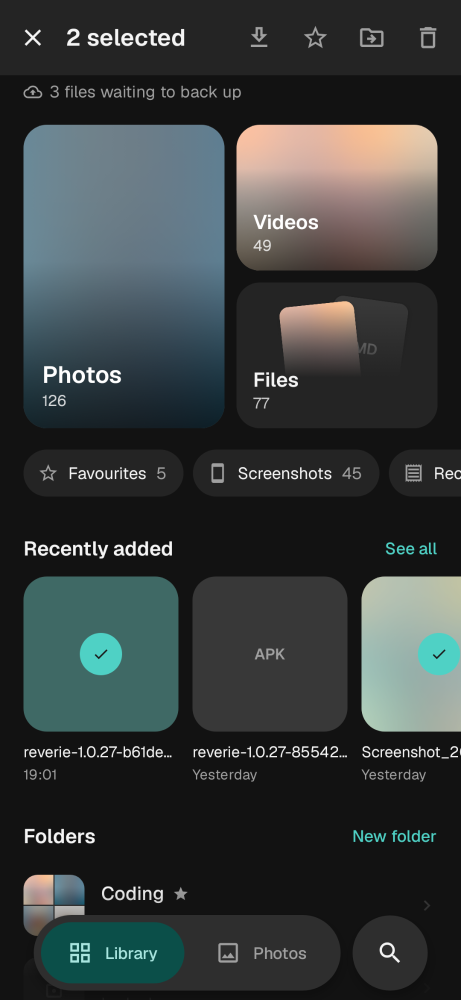 2 selected
3 files waiting to back up
Videos
49
Photos
126
MD
Files
77
Favourites 5
Screenshots 45
Rec
Recently added
See all
APK
reverie-1.0.27-b61de...
19:01
reverie-1.0.27-85542...
Yesterday
Screenshot_2
Yesterday
Folders
New folder
Coding
Library
Photos